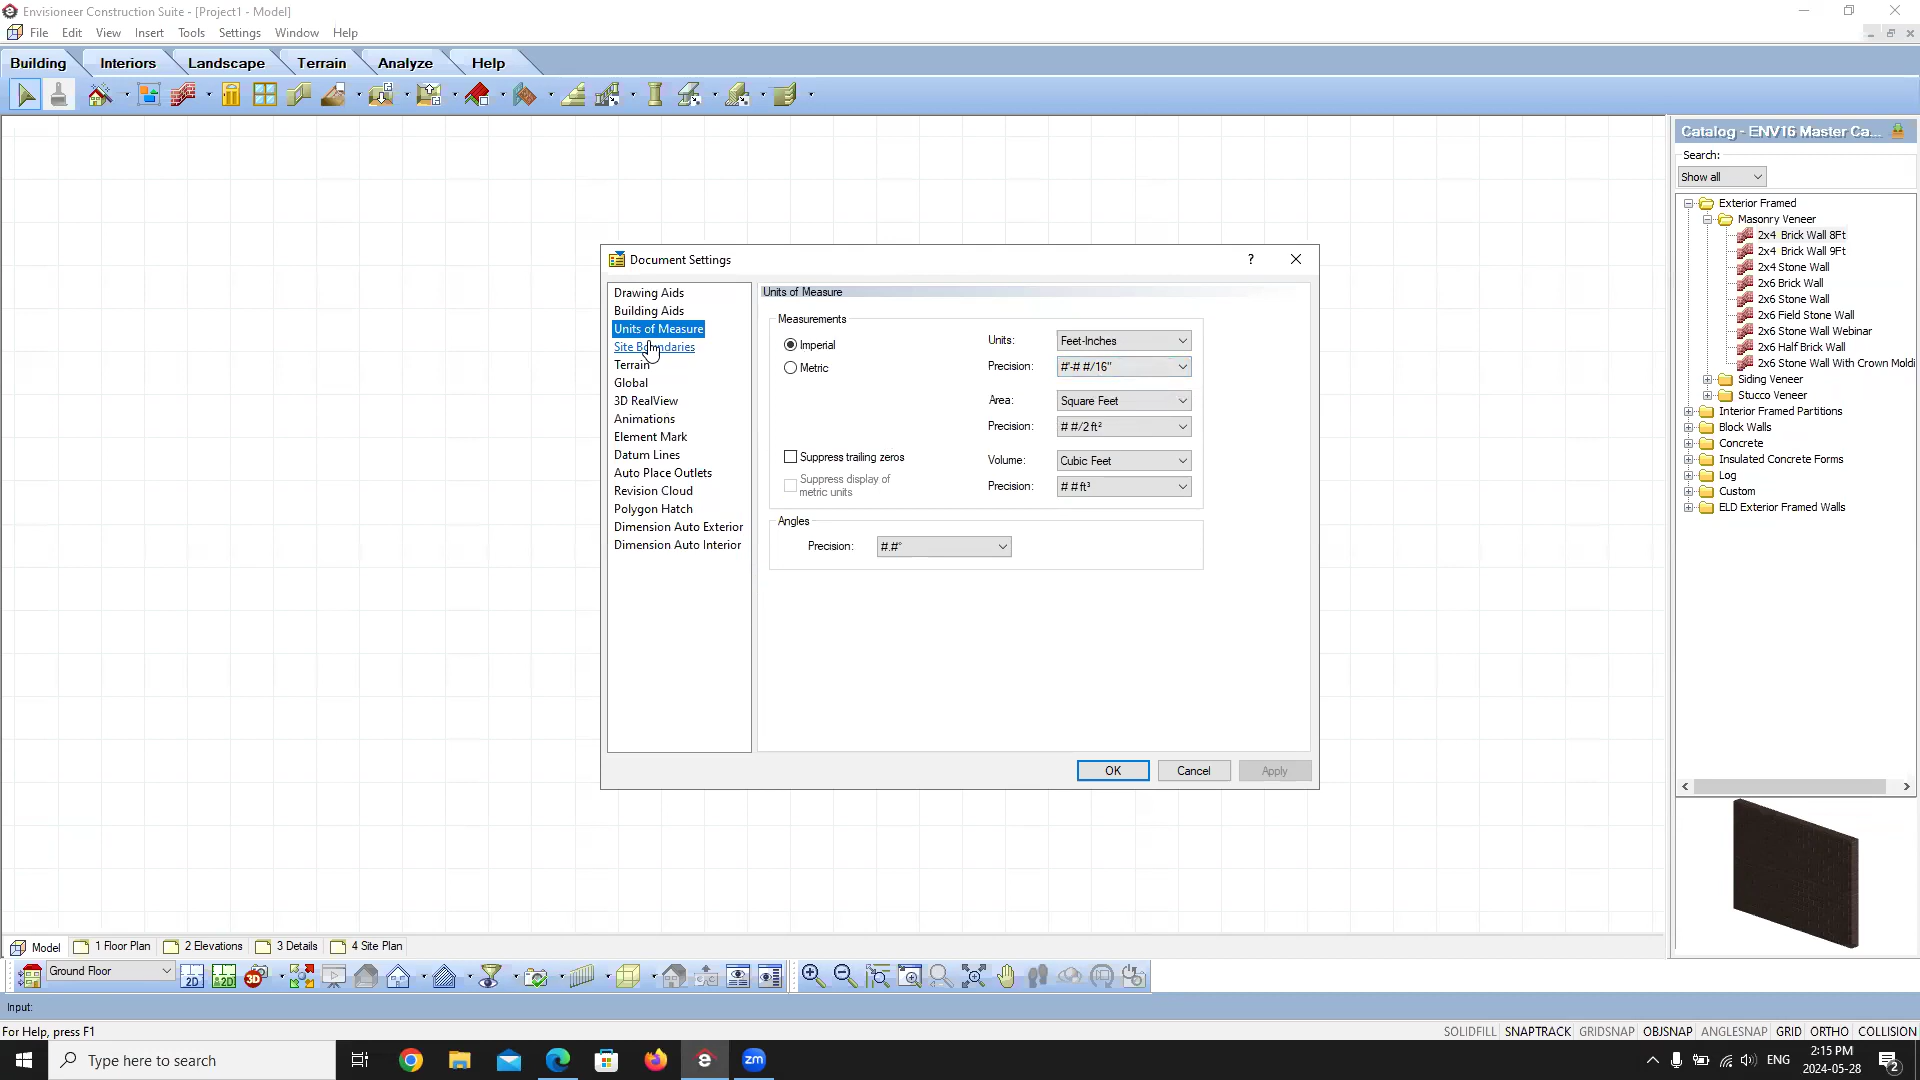 Envisioneer Construction Suite - [Project1 - Model]
File Edit View Insert Tools Settings Window Help
Building Interiors Landscape Terrain Analyze Help
Catalog - ENV16 Master Ca...
Search:
Show all
Exterior Framed
Masonry Veneer
2x4 Brick Wall 8Ft
2x4 Brick Wall 9Ft
2x4 Stone Wall
2x6 Brick Wall
2x6 Stone Wall
2x6 Field Stone Wall
2x6 Stone Wall Webinar
2x6 Half Brick Wall
2x6 Stone Wall With Crown Moldi
Siding Veneer
Stucco Veneer
Interior Framed Partitions
Block Walls
Concrete
Insulated Concrete Forms
Log
Custom
ELD Exterior Framed Walls
Document Settings
Drawing Aids
Building Aids
Units of Measure
Site Boundaries
Terrain
Global
3D RealView
Animations
Element Mark
Datum Lines
Auto Place Outlets
Revision Cloud
Polygon Hatch
Dimension Auto Exterior
Dimension Auto Interior
Units of Measure
Measurements
Imperial
Metric
Units: Feet-Inches
Precision: #'-# #/16"
Area: Square Feet
Precision: # #/2 ft²
Suppress trailing zeros
Suppress display of
metric units
Volume: Cubic Feet
Precision: # # ft³
Angles
Precision: #.#°
OK Cancel Apply
Model 1 Floor Plan 2 Elevations 3 Details 4 Site Plan
Ground Floor 2D 2D 3D
Input:
For Help, press F1
SOLIDFILL SNAPTRACK GRIDSNAP OBJSNAP ANGLESNAP GRID ORTHO COLLISION
Type here to search
zm
ENG
2:15 PM
2024-05-28
2